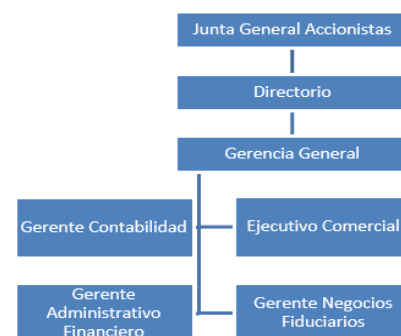 Junta General Accionistas
Directorio
Gerencia General
Gerente Contabilidad
Ejecutivo Comercial
Gerente
Administrativo
Financiero
Gerente Negocios
Fiduciarios